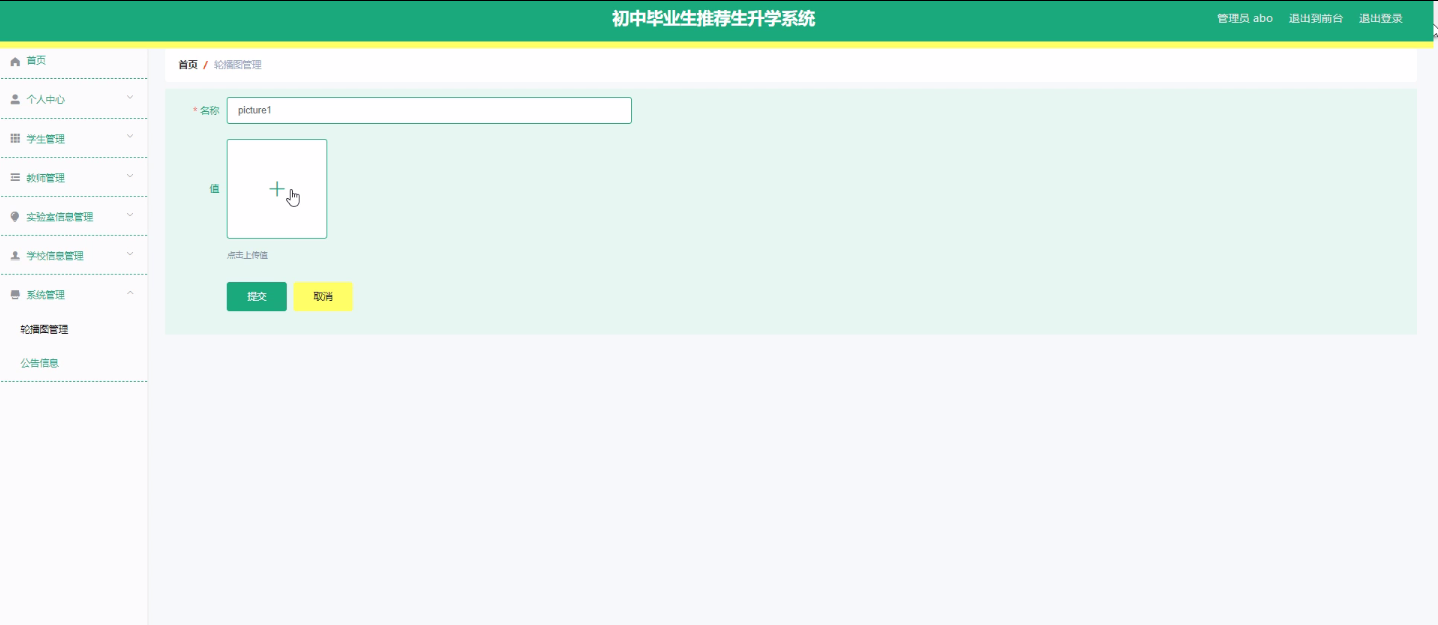 初中毕业生推荐生升学系统
管理员 abo 退出到前台 退出登录
首页
个人中心
学生管理
教师管理
实验室信息管理
学校信息管理
系统管理
轮播图管理
公告信息
首页 / 轮播图管理
* 名称 picture1
值
点击上传值
提交 取消